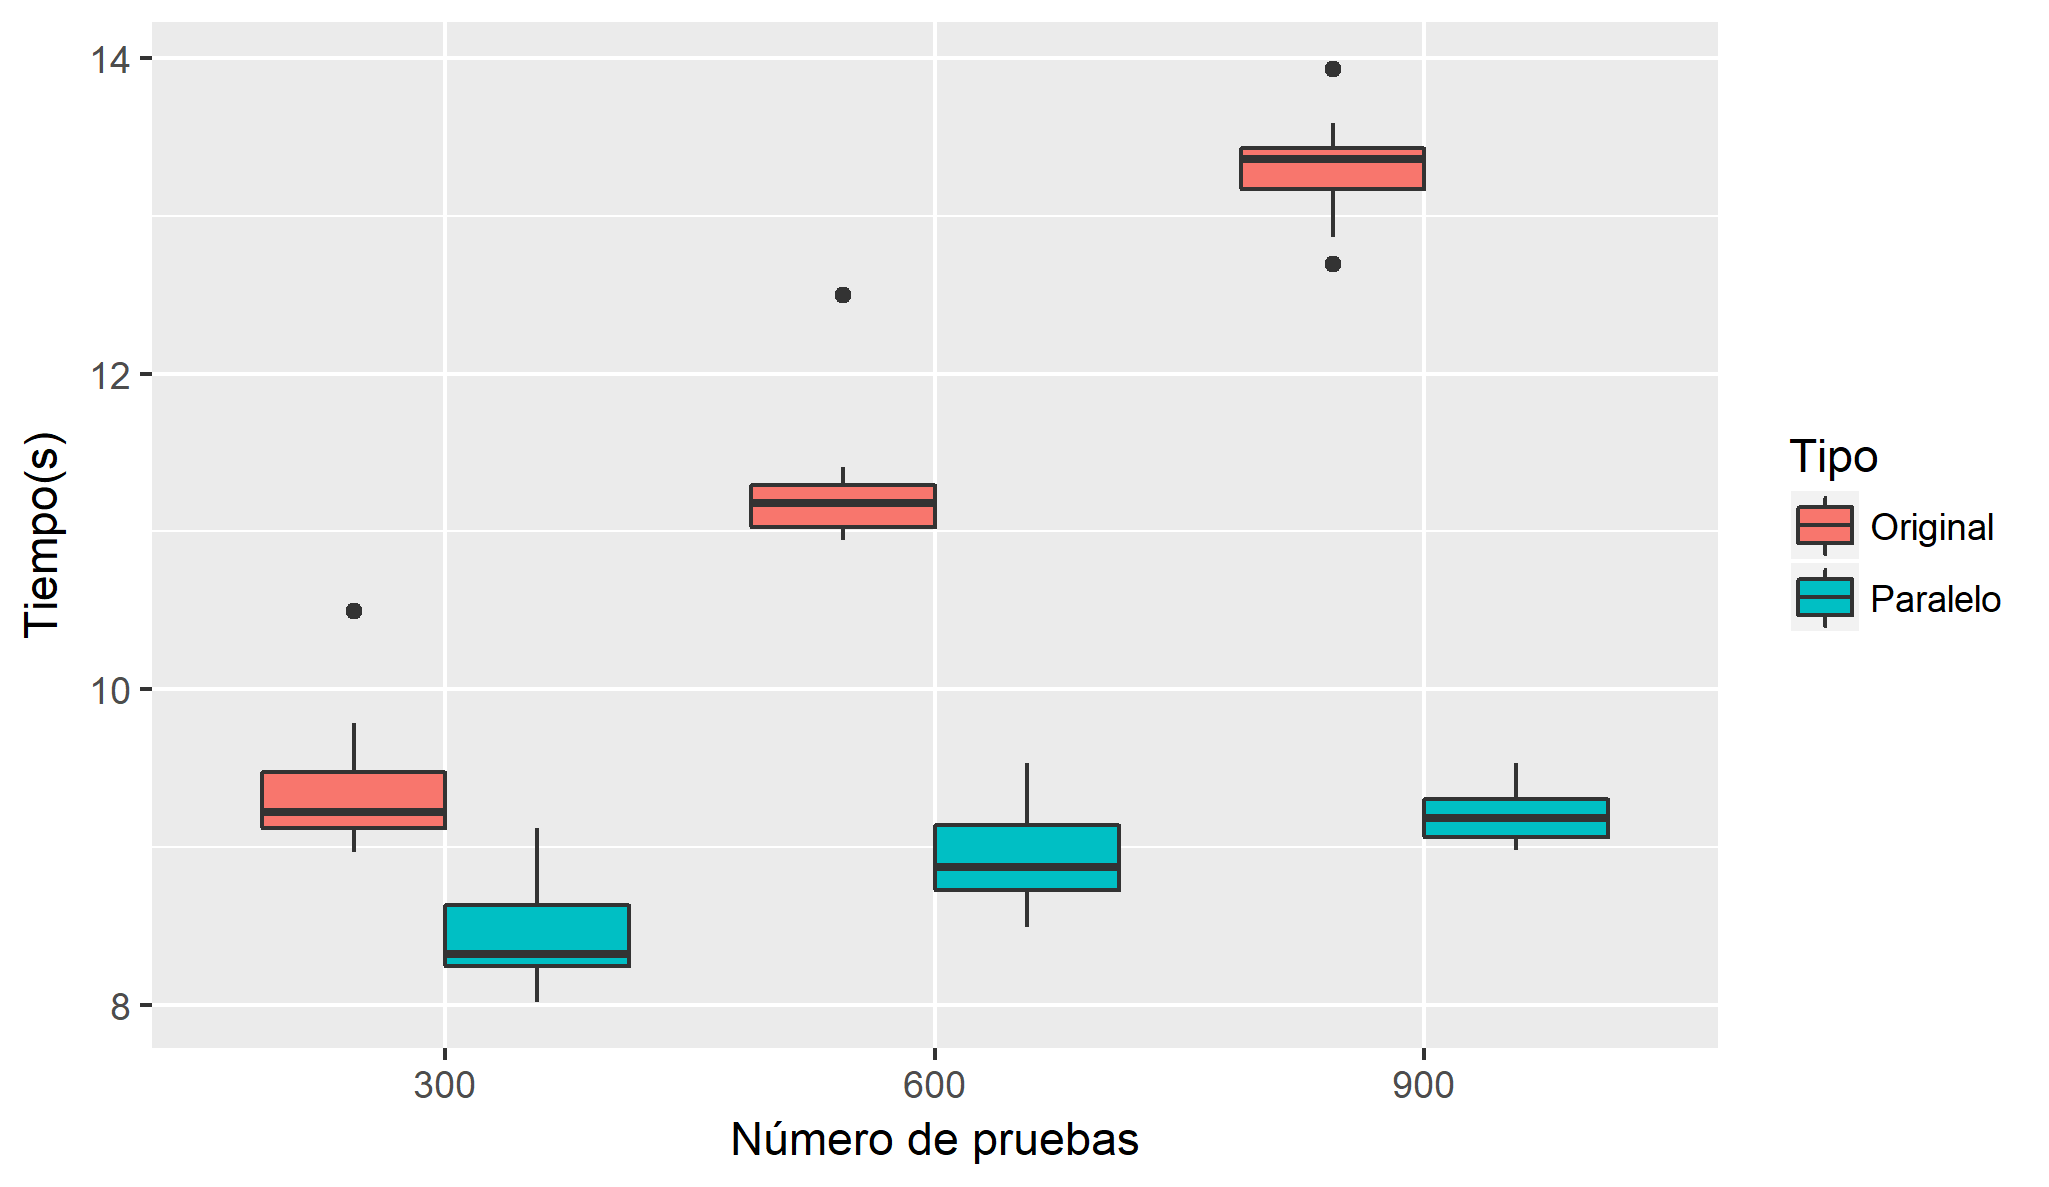 14
12
10
8
Tiempo(s)
300
600
900
Número de pruebas
Tipo
Original
Paralelo